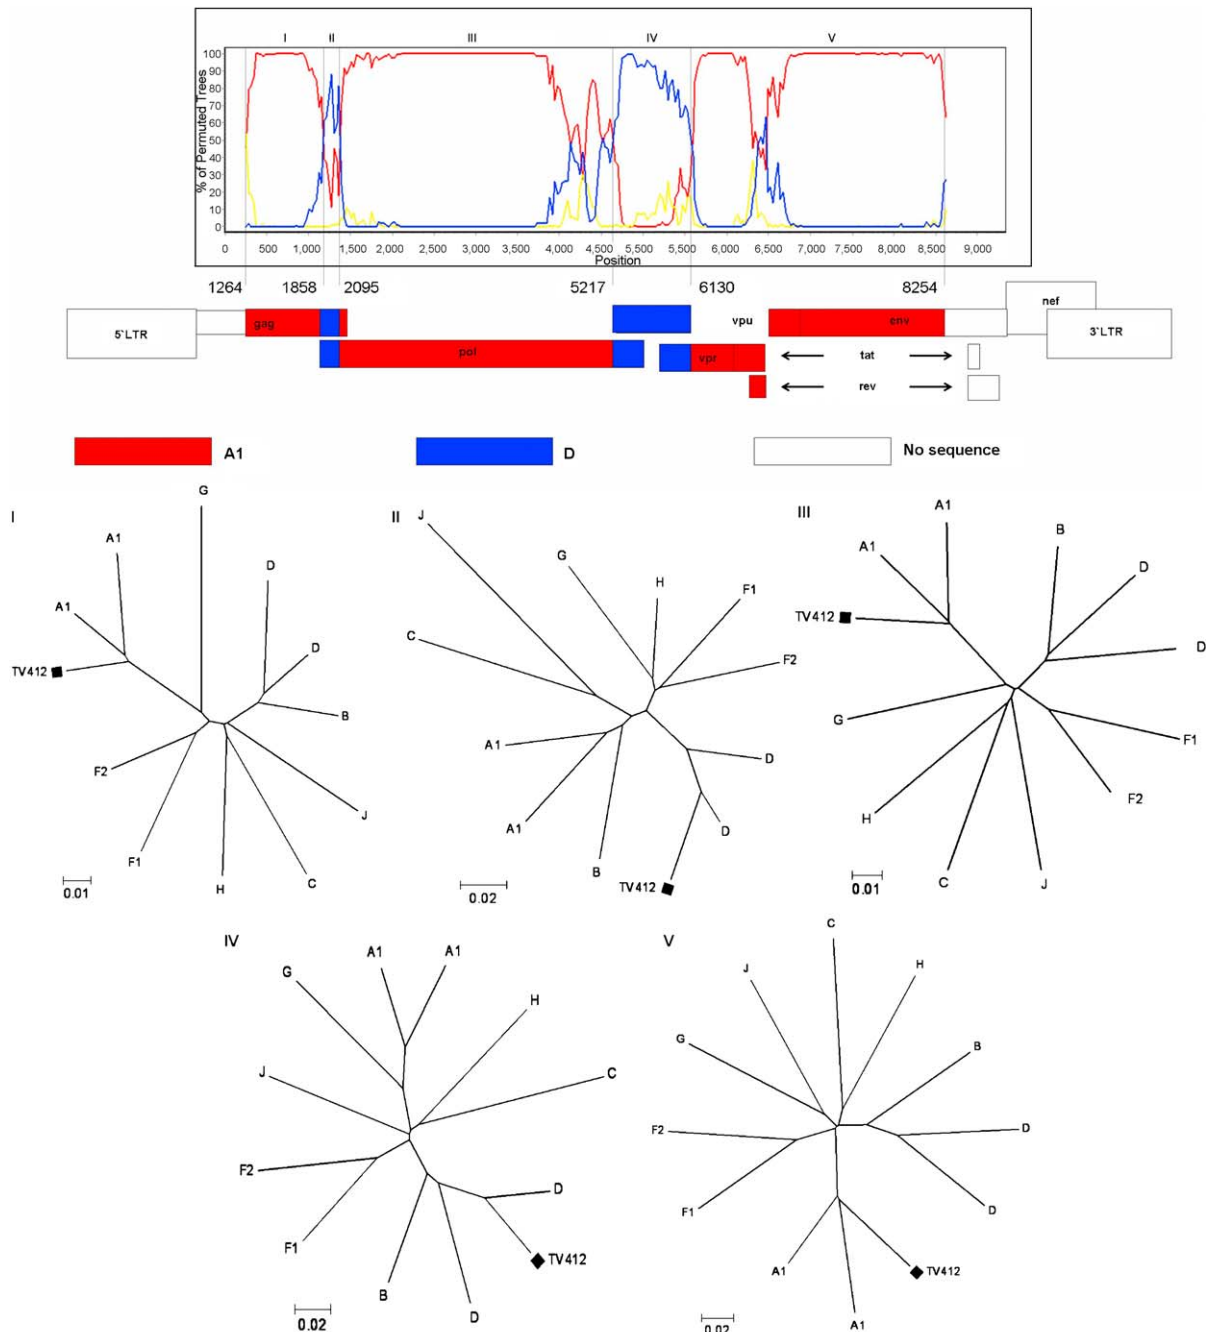 I II III IV V
% of Permuted Trees
100
90
80
70
60
50
40
30
20
10
0
0 500 1,000 1,500 2,000 2,500 3,000 3,500 4,000 4,500 5,000 5,500 6,000 6,500 7,000 7,500 8,000 8,500 9,000
Position
1264 1858 2095 5217 6130 8254
nef
5`LTR gag vpu env 3`LTR
pol vpr tat
rev
A1 D No sequence
I
G
A1
D
A1
D
TV412
B
F2
J
F1
H
C
0.01
II
J
G
H
F1
C
F2
A1
D
A1
D
B
TV412
0.02
III
A1
B
A1
D
TV412
D
G
F1
F2
H
C
J
0.01
IV
A1
A1
G
H
J
C
F2
D
F1
TV412
B
D
0.02
V
C
J
H
G
B
F2
D
F1
D
A1
TV412
A1
0.02